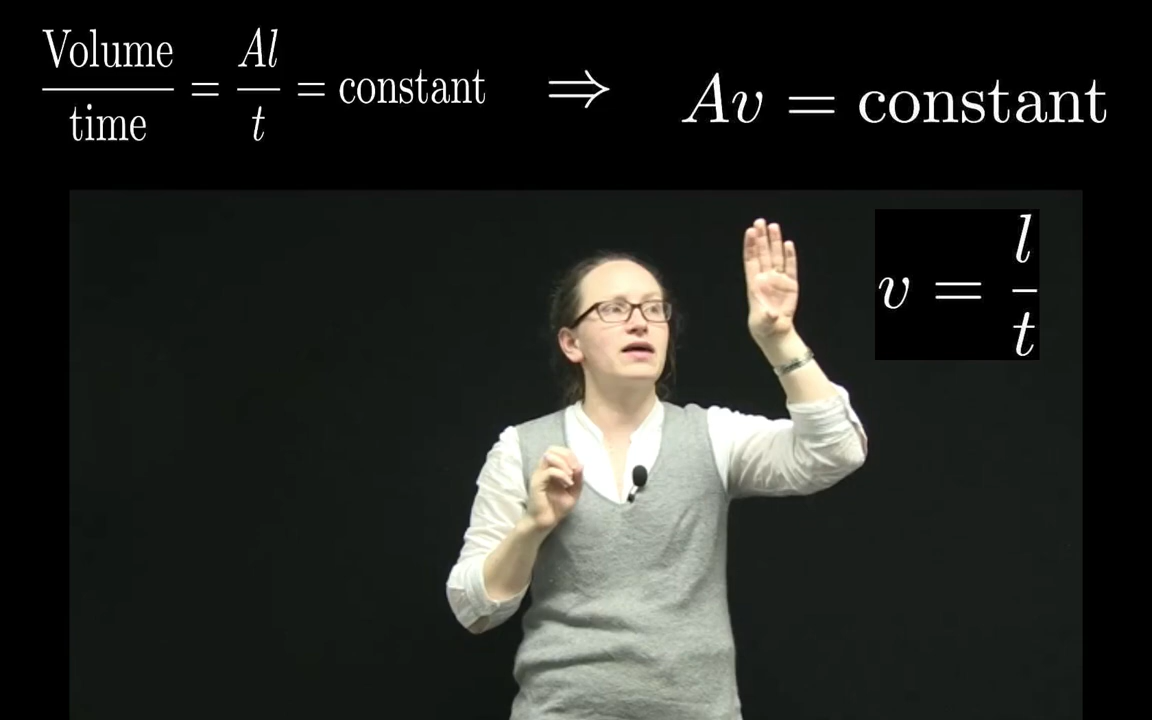 Volume/time = Al/t = constant ⇒ Av = constant
v = l/t